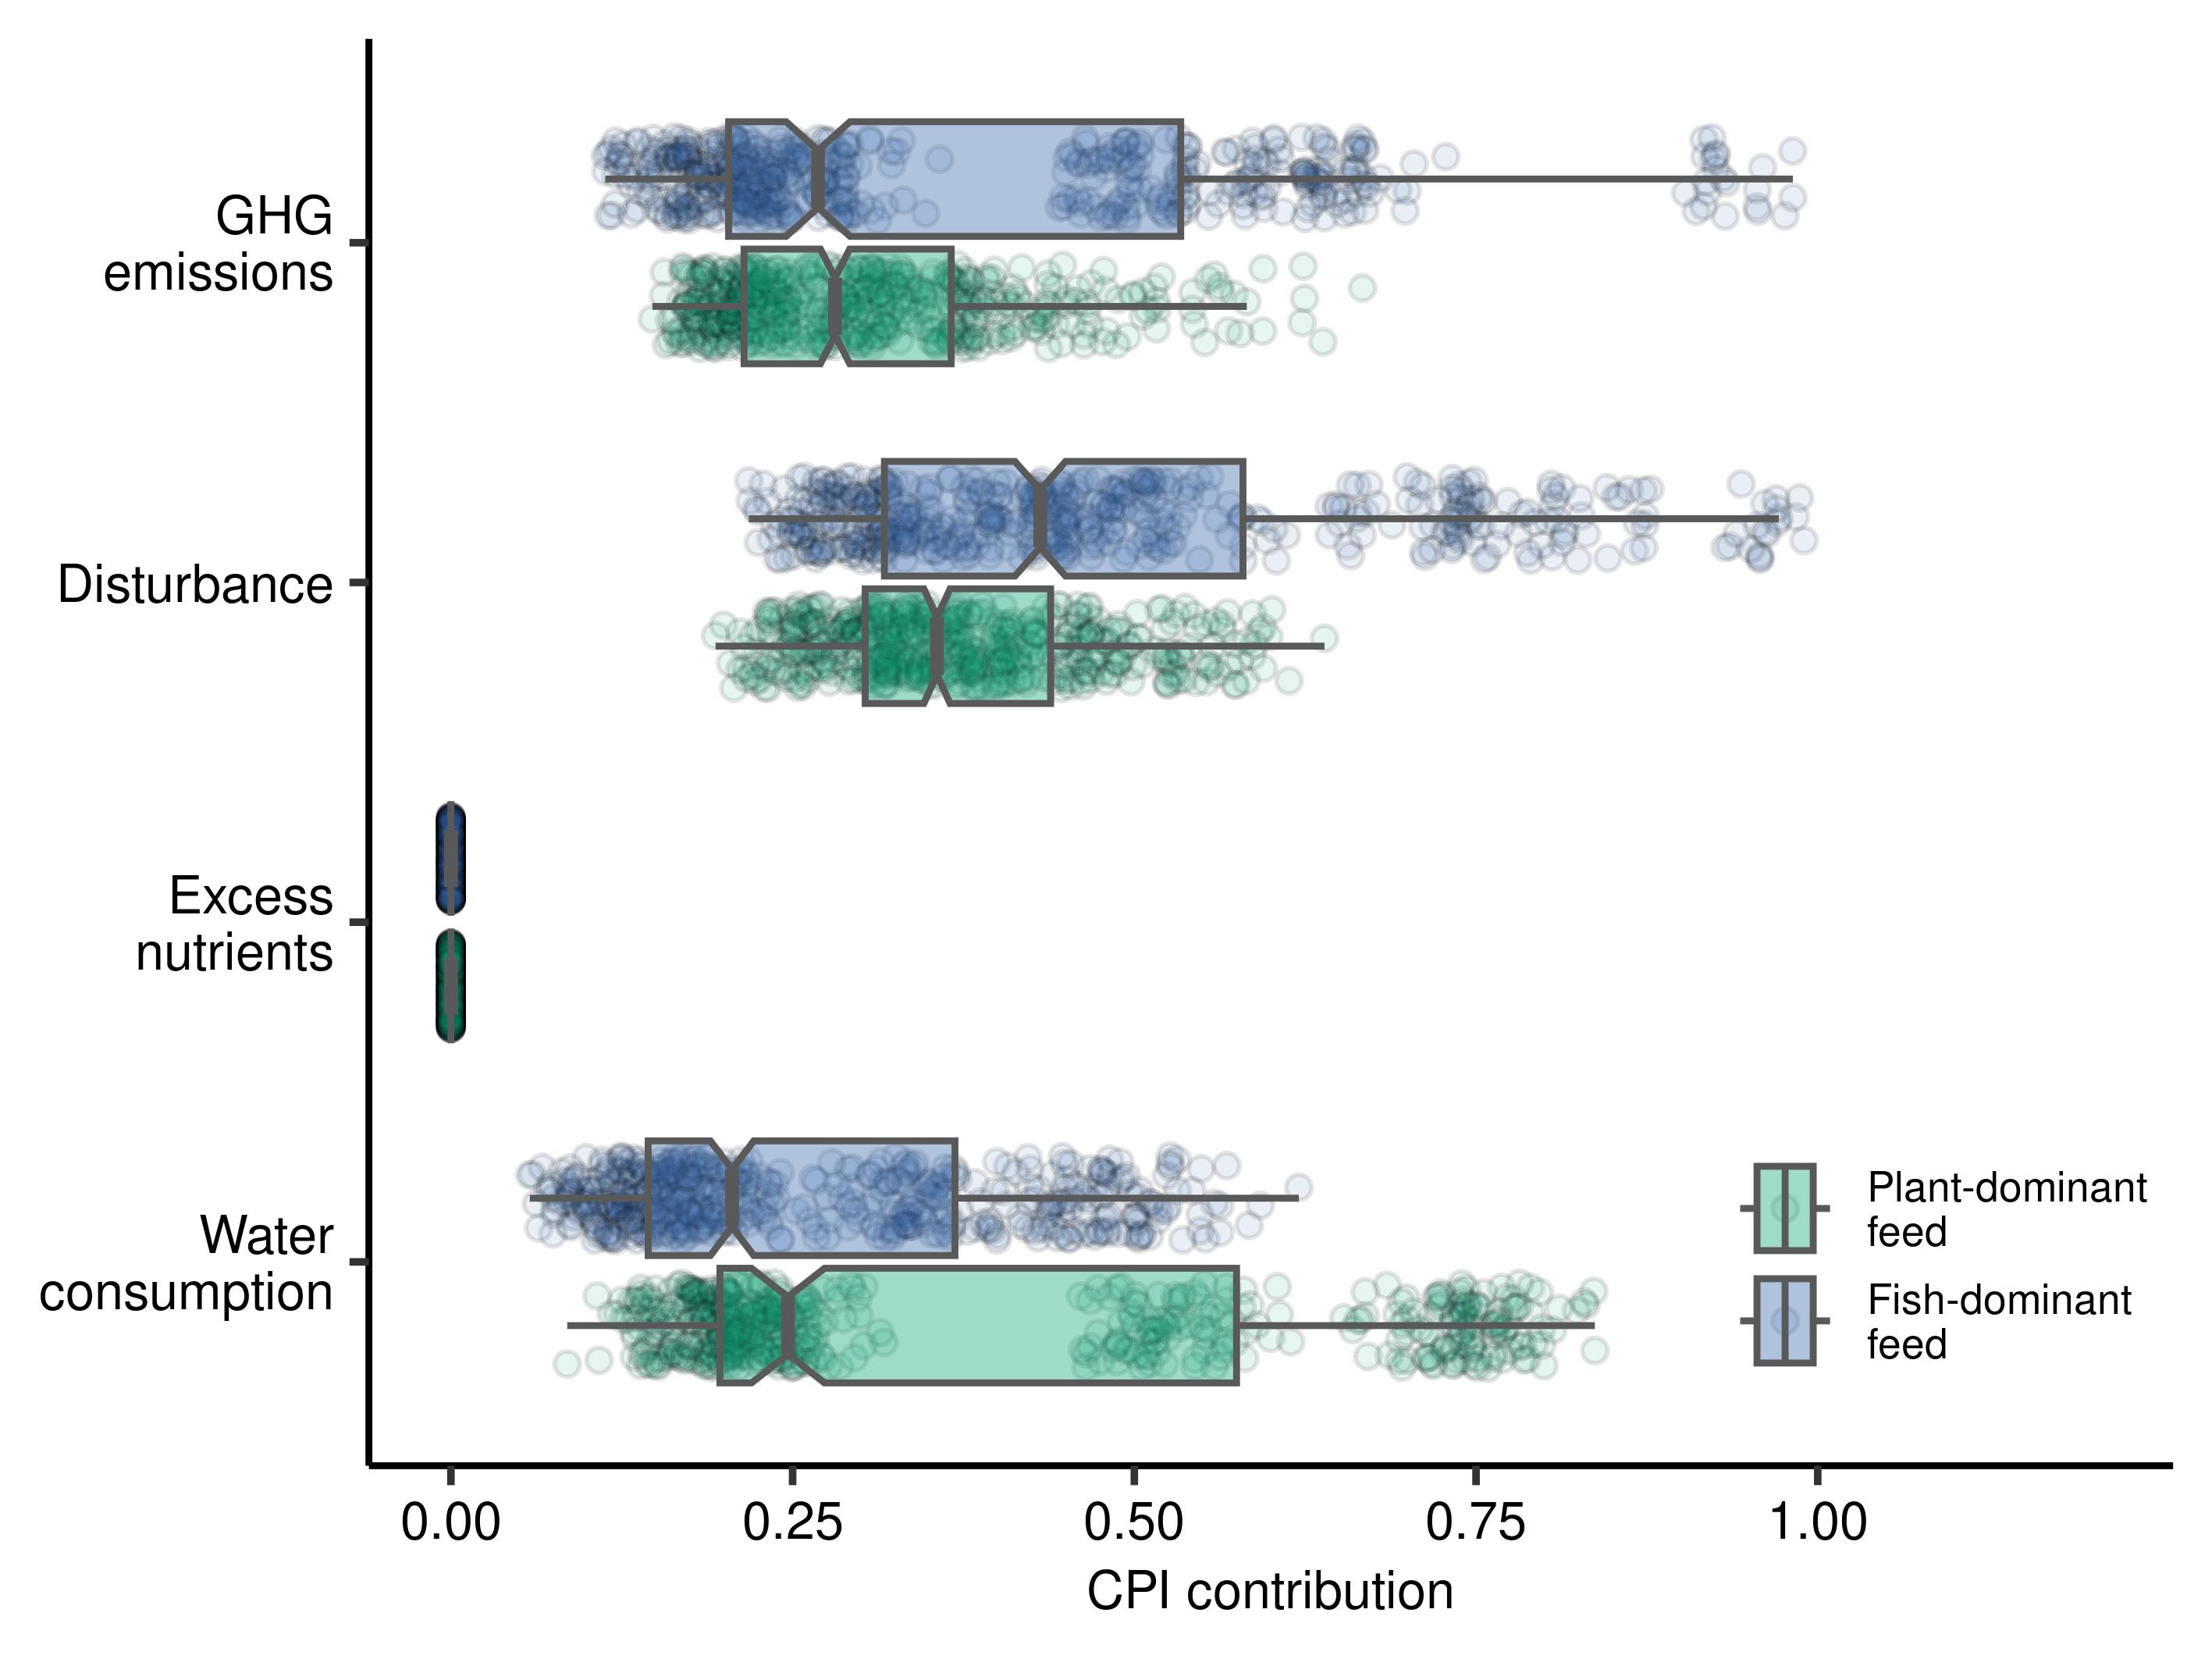 GHG
emissions
Disturbance
Excess
nutrients
Water
consumption
Plant-dominant
feed
Fish-dominant
feed
0.00 0.25 0.50 0.75 1.00
CPI contribution